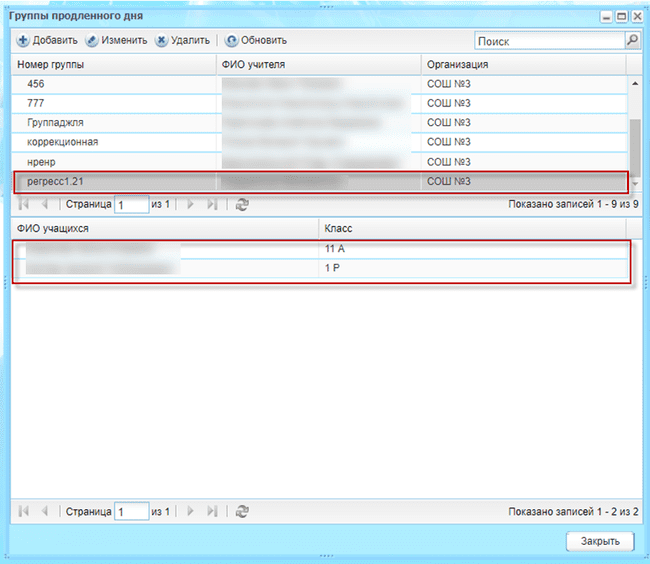 Группы продленного дня
Добавить Изменить Удалить Обновить Поиск
Номер группы ФИО учителя Организация
456 СОШ №3
777 СОШ №3
Группаджля СОШ №3
коррекционная СОШ №3
нренр СОШ №3
регресс1.21 СОШ №3
Страница 1 из 1 Показано записей 1 - 9 из 9
ФИО учащихся Класс
11 А
1 Р
Страница 1 из 1 Показано записей 1 - 2 из 2
Закрыть